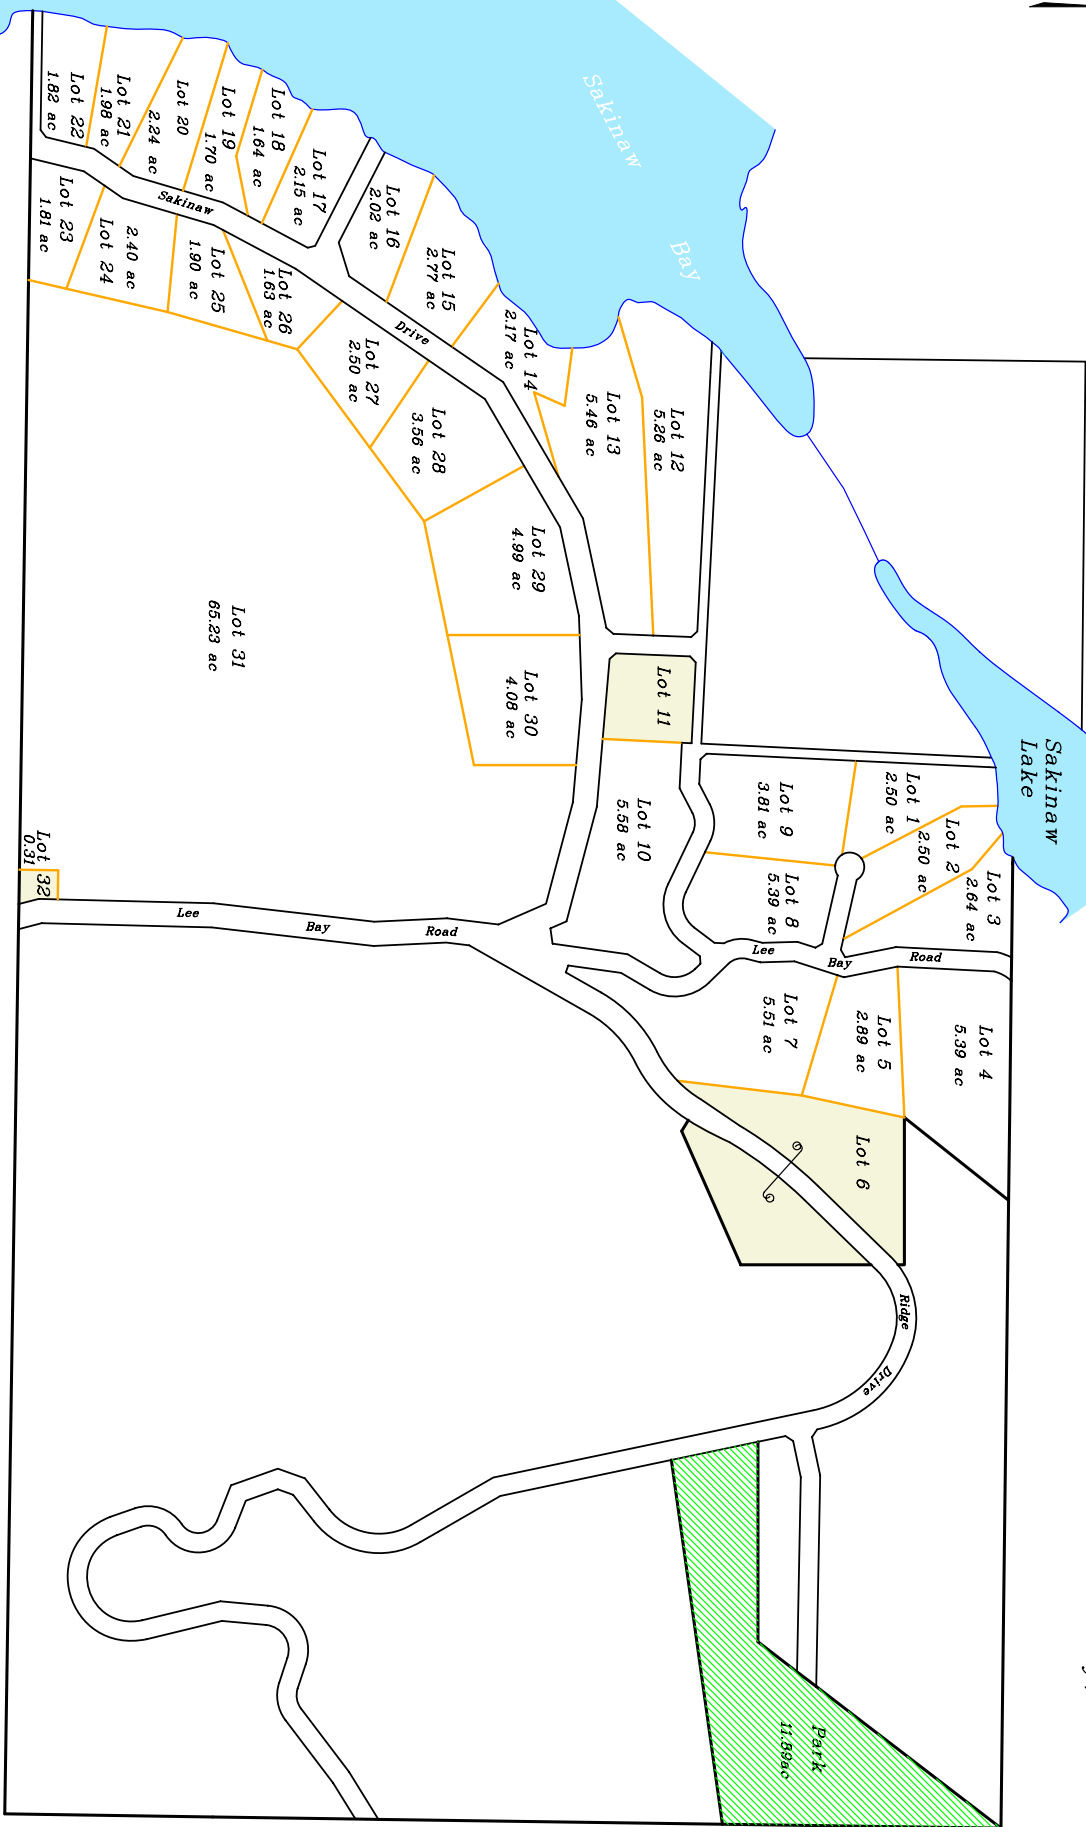 Sakinaw
Bay
Sakinaw
Lake
Lot 22
1.82 ac
Lot 21
1.98 ac
Lot 20
2.24 ac
Lot 19
1.70 ac
Lot 18
1.64 ac
Lot 17
2.15 ac
Lot 16
2.02 ac
Lot 15
2.77 ac
Lot 14
2.17 ac
Lot 13
5.46 ac
Lot 12
5.26 ac
Sakinaw
Drive
Lot 23
1.81 ac
2.40 ac
Lot 24
Lot 25
1.90 ac
Lot 26
1.63 ac
Lot 27
2.50 ac
Lot 28
3.56 ac
Lot 29
4.99 ac
Lot 30
4.08 ac
Lot 31
65.23 ac
Lot 32
0.31
Lot 11
Lot 10
5.58 ac
Lot 9
3.81 ac
Lot 8
5.39 ac
Lot 1
2.50 ac
Lot 2
2.50 ac
Lot 3
2.64 ac
Lee
Bay
Road
Lee
Bay
Road
Lot 4
5.39 ac
Lot 5
2.89 ac
Lot 7
5.51 ac
Lot 6
Ridge
Drive
Park
11.89ac